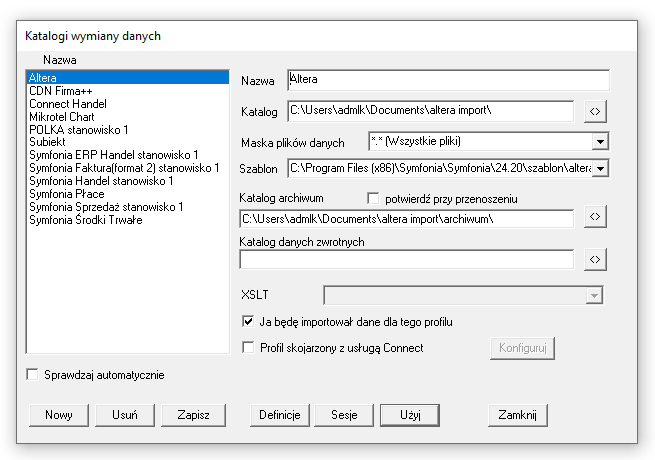 Katalogi wymiany danych
Nazwa
Altera
CDN Firma++
Connect Handel
Mikrotel Chart
POLKA stanowisko 1
Subiekt
Symfonia ERP Handel stanowisko 1
Symfonia Faktura(format 2) stanowisko 1
Symfonia Handel stanowisko 1
Symfonia Płace
Symfonia Sprzedaż stanowisko 1
Symfonia Środki Trwałe
Sprawdzaj automatycznie
Nazwa Altera
Katalog C:\Users\admlk\Documents\altera import\ <>
Maska plików danych *.* (Wszystkie pliki)
Szablon C:\Program Files (x86)\Symfonia\Symfonia\24.20\szablon\altera
Katalog archiwum potwierdź przy przenoszeniu
C:\Users\admlk\Documents\altera import\archiwum\ <>
Katalog danych zwrotnych
<>
XSLT
Ja będę importował dane dla tego profilu
Profil skojarzony z usługą Connect Konfiguruj
Nowy Usuń Zapisz Definicje Sesje Użyj Zamknij